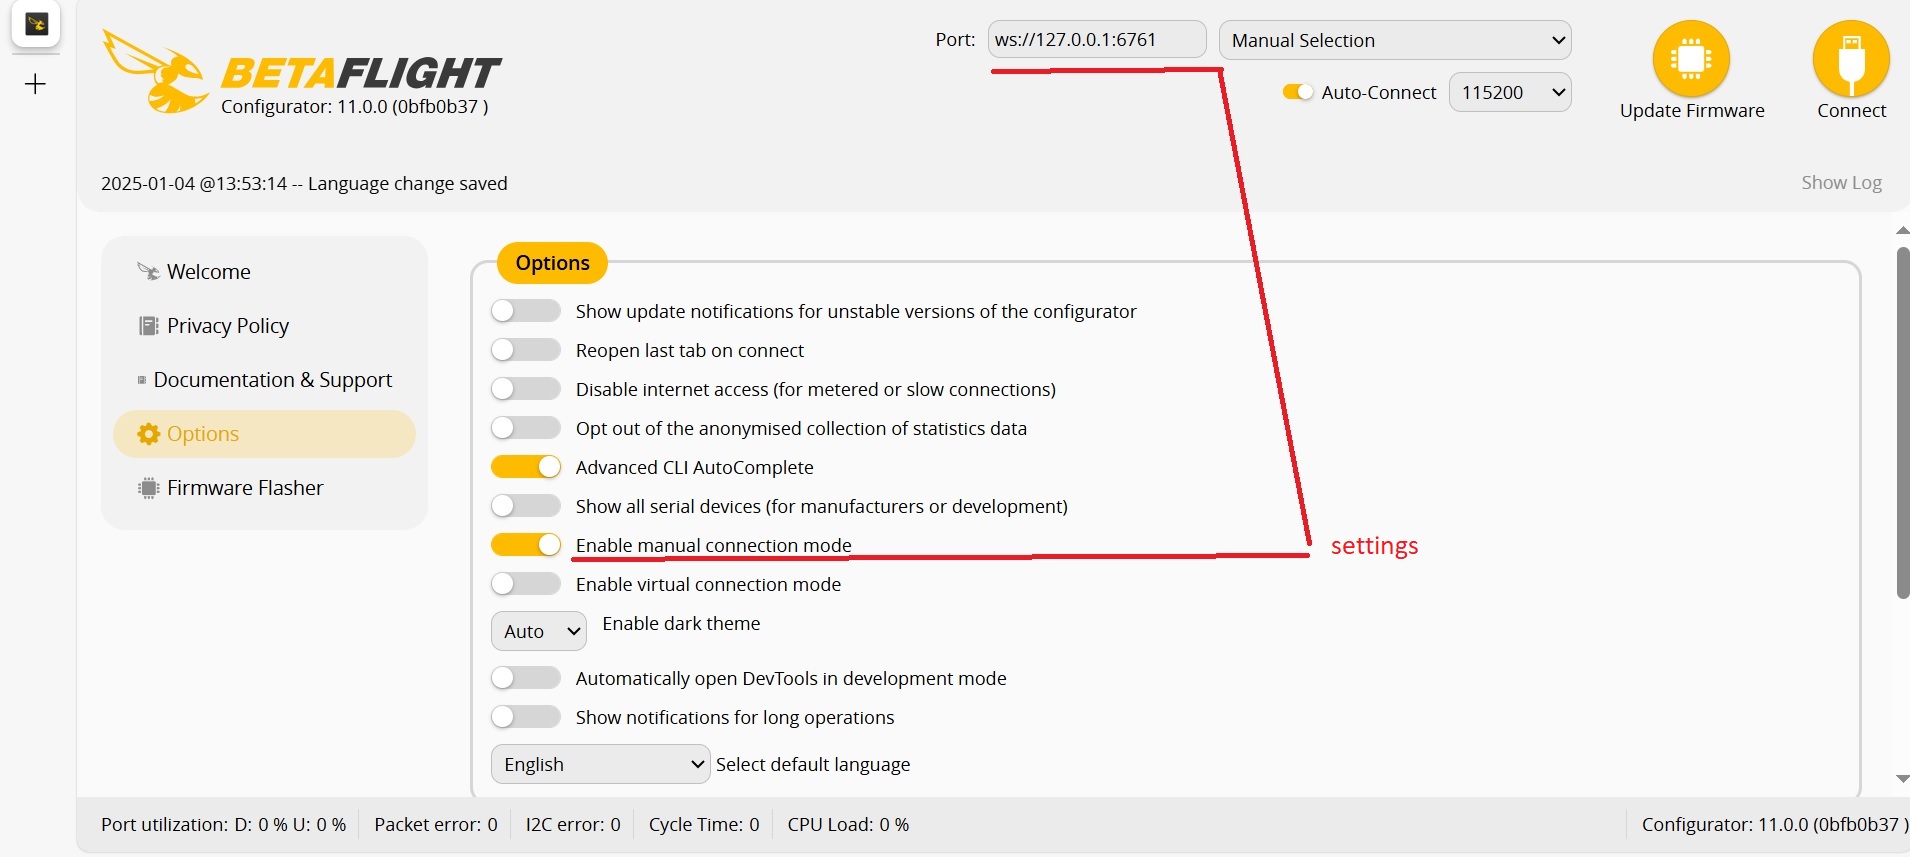 Port: ws://127.0.0.1:6761 Manual Selection
BETAFLIGHT
Configurator: 11.0.0 (0bfb0b37 )
Auto-Connect 115200
Update Firmware Connect
2025-01-04 @13:53:14 -- Language change saved
Show Log
Welcome
Privacy Policy
Documentation & Support
Options
Firmware Flasher
Options
Show update notifications for unstable versions of the configurator
Reopen last tab on connect
Disable internet access (for metered or slow connections)
Opt out of the anonymised collection of statistics data
Advanced CLI AutoComplete
Show all serial devices (for manufacturers or development)
Enable manual connection mode
settings
Enable virtual connection mode
Auto Enable dark theme
Automatically open DevTools in development mode
Show notifications for long operations
English Select default language
Port utilization: D: 0 % U: 0 % Packet error: 0 I2C error: 0 Cycle Time: 0 CPU Load: 0 % Configurator: 11.0.0 (0bfb0b37 )